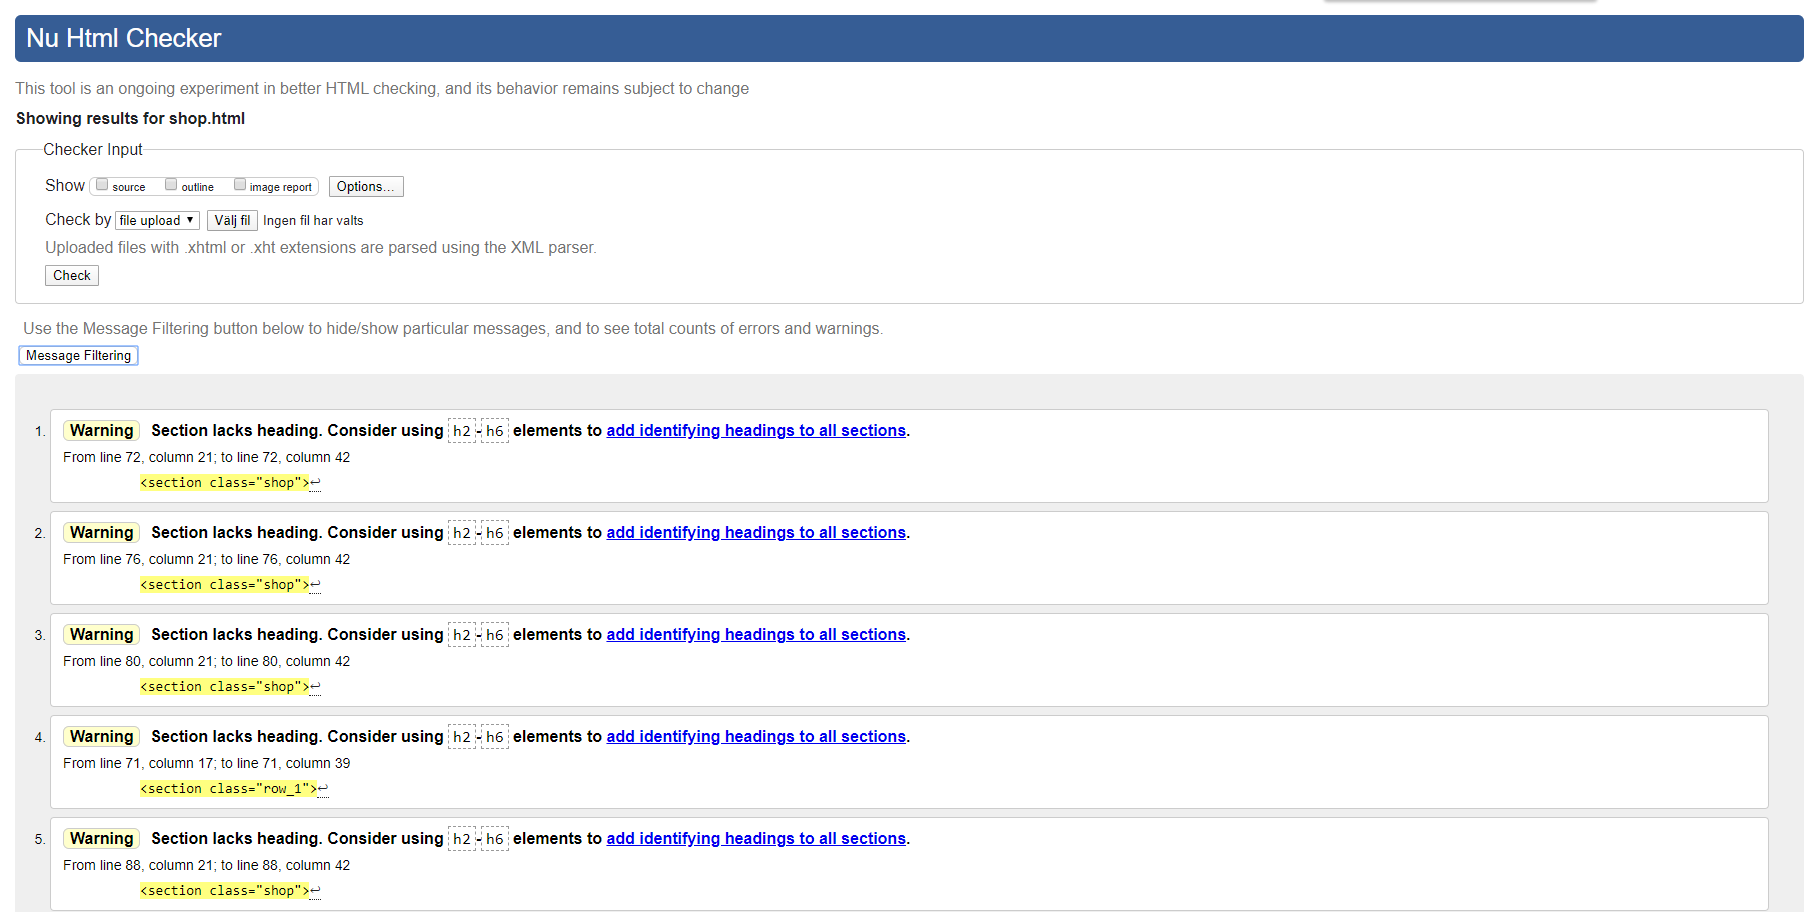 Nu Html Checker
This tool is an ongoing experiment in better HTML checking, and its behavior remains subject to change
Showing results for shop.html
Checker Input
Show source outline image report Options...
Check by file upload ▼ Välj fil Ingen fil har valts
Uploaded files with .xhtml or .xht extensions are parsed using the XML parser.
Check
Use the Message Filtering button below to hide/show particular messages, and to see total counts of errors and warnings.
Message Filtering
1. Warning Section lacks heading. Consider using h2-h6 elements to add identifying headings to all sections.
From line 72, column 21; to line 72, column 42
<section class="shop">↩
2. Warning Section lacks heading. Consider using h2-h6 elements to add identifying headings to all sections.
From line 76, column 21; to line 76, column 42
<section class="shop">↩
3. Warning Section lacks heading. Consider using h2-h6 elements to add identifying headings to all sections.
From line 80, column 21; to line 80, column 42
<section class="shop">↩
4. Warning Section lacks heading. Consider using h2-h6 elements to add identifying headings to all sections.
From line 71, column 17; to line 71, column 39
<section class="row_1">↩
5. Warning Section lacks heading. Consider using h2-h6 elements to add identifying headings to all sections.
From line 88, column 21; to line 88, column 42
<section class="shop">↩